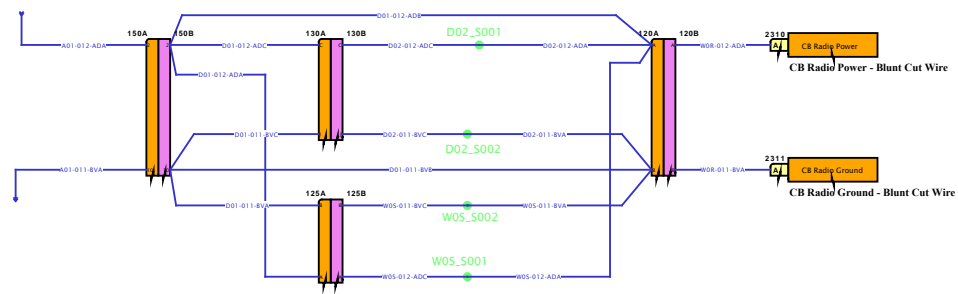 D01-012-ADB
150A 150B 130A 130B D02_S001 120A 120B 2310
A01-012-ADA D01-012-ADC C C D02-012-ADC D02-012-ADA A A W0R-012-ADA A CB Radio Power
CB Radio Power - Blunt Cut Wire
D01-012-ADA
D01-011-BVC D02-011-BVC D02-011-BVA
D02_S002
2311
A01-011-BVA D01-011-BVB W0R-011-BVA A CB Radio Ground
125A 125B
CB Radio Ground - Blunt Cut Wire
D01-011-BVA W0S-011-BVC W0S-011-BVA
W0S_S002
W0S_S001
W0S-012-ADC W0S-012-ADA